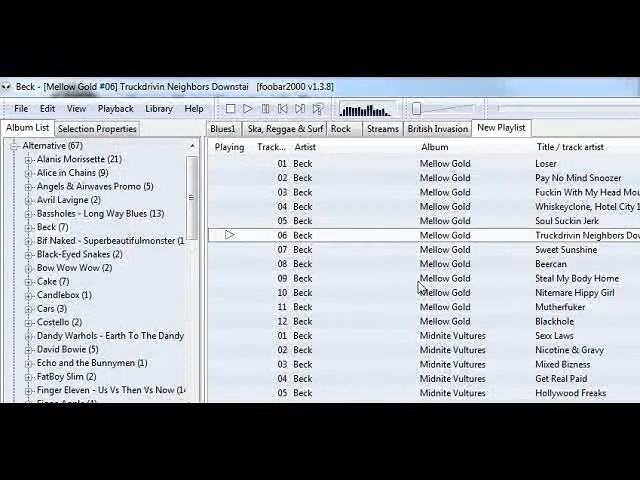 Beck - [Mellow Gold #06] Truckdrivin Neighbors Downstai [foobar2000 v1.3.8]
File Edit View Playback Library Help
Album List Selection Properties
Blues1 Ska, Reggae & Surf Rock Streams British Invasion New Playlist
Alternative (67)
Alanis Morissette (21)
Alice in Chains (9)
Angels & Airwaves Promo (5)
Avril Lavigne (2)
Bassholes - Long Way Blues (13)
Beck (7)
Bif Naked - Superbeautifulmonster (1
Black-Eyed Snakes (2)
Bow Wow Wow (2)
Cake (7)
Candlebox (1)
Cars (3)
Costello (2)
Dandy Warhols - Earth To The Dandy
David Bowie (5)
Echo and the Bunnymen (1)
FatBoy Slim (2)
Finger Eleven - Us Vs Then Vs Now (14
Playing Track... Artist Album Title / track artist
01 Beck Mellow Gold Loser
02 Beck Mellow Gold Pay No Mind Snoozer
03 Beck Mellow Gold Fuckin With My Head Mou
04 Beck Mellow Gold Whiskeyclone, Hotel City 1
05 Beck Mellow Gold Soul Suckin Jerk
06 Beck Mellow Gold Truckdrivin Neighbors Dow
07 Beck Mellow Gold Sweet Sunshine
08 Beck Mellow Gold Beercan
09 Beck Mellow Gold Steal My Body Home
10 Beck Mellow Gold Nitemare Hippy Girl
11 Beck Mellow Gold Mutherfuker
12 Beck Mellow Gold Blackhole
01 Beck Midnite Vultures Sexx Laws
02 Beck Midnite Vultures Nicotine & Gravy
03 Beck Midnite Vultures Mixed Bizness
04 Beck Midnite Vultures Get Real Paid
05 Beck Midnite Vultures Hollywood Freaks